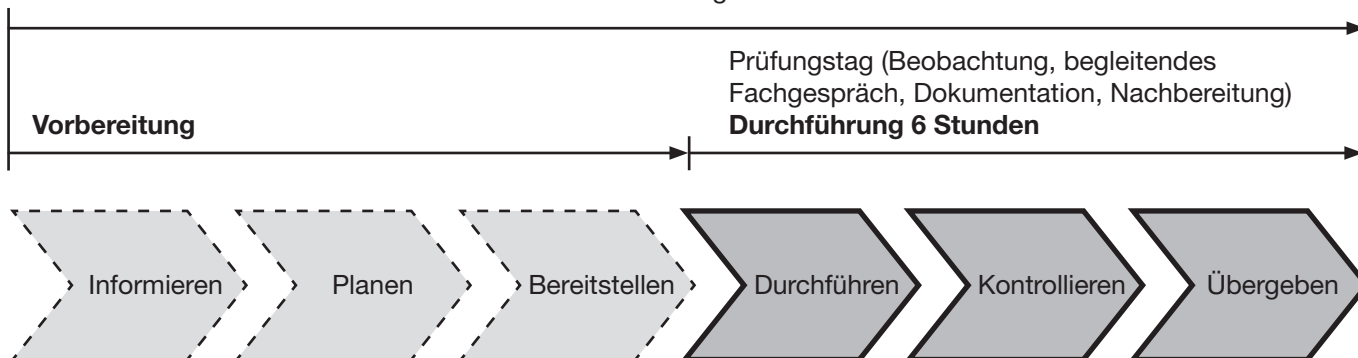 Prüfungstag (Beobachtung, begleitendes
Fachgespräch, Dokumentation, Nachbereitung)
Vorbereitung
Durchführung 6 Stunden
Informieren
Planen
Bereitstellen
Durchführen
Kontrollieren
Übergeben